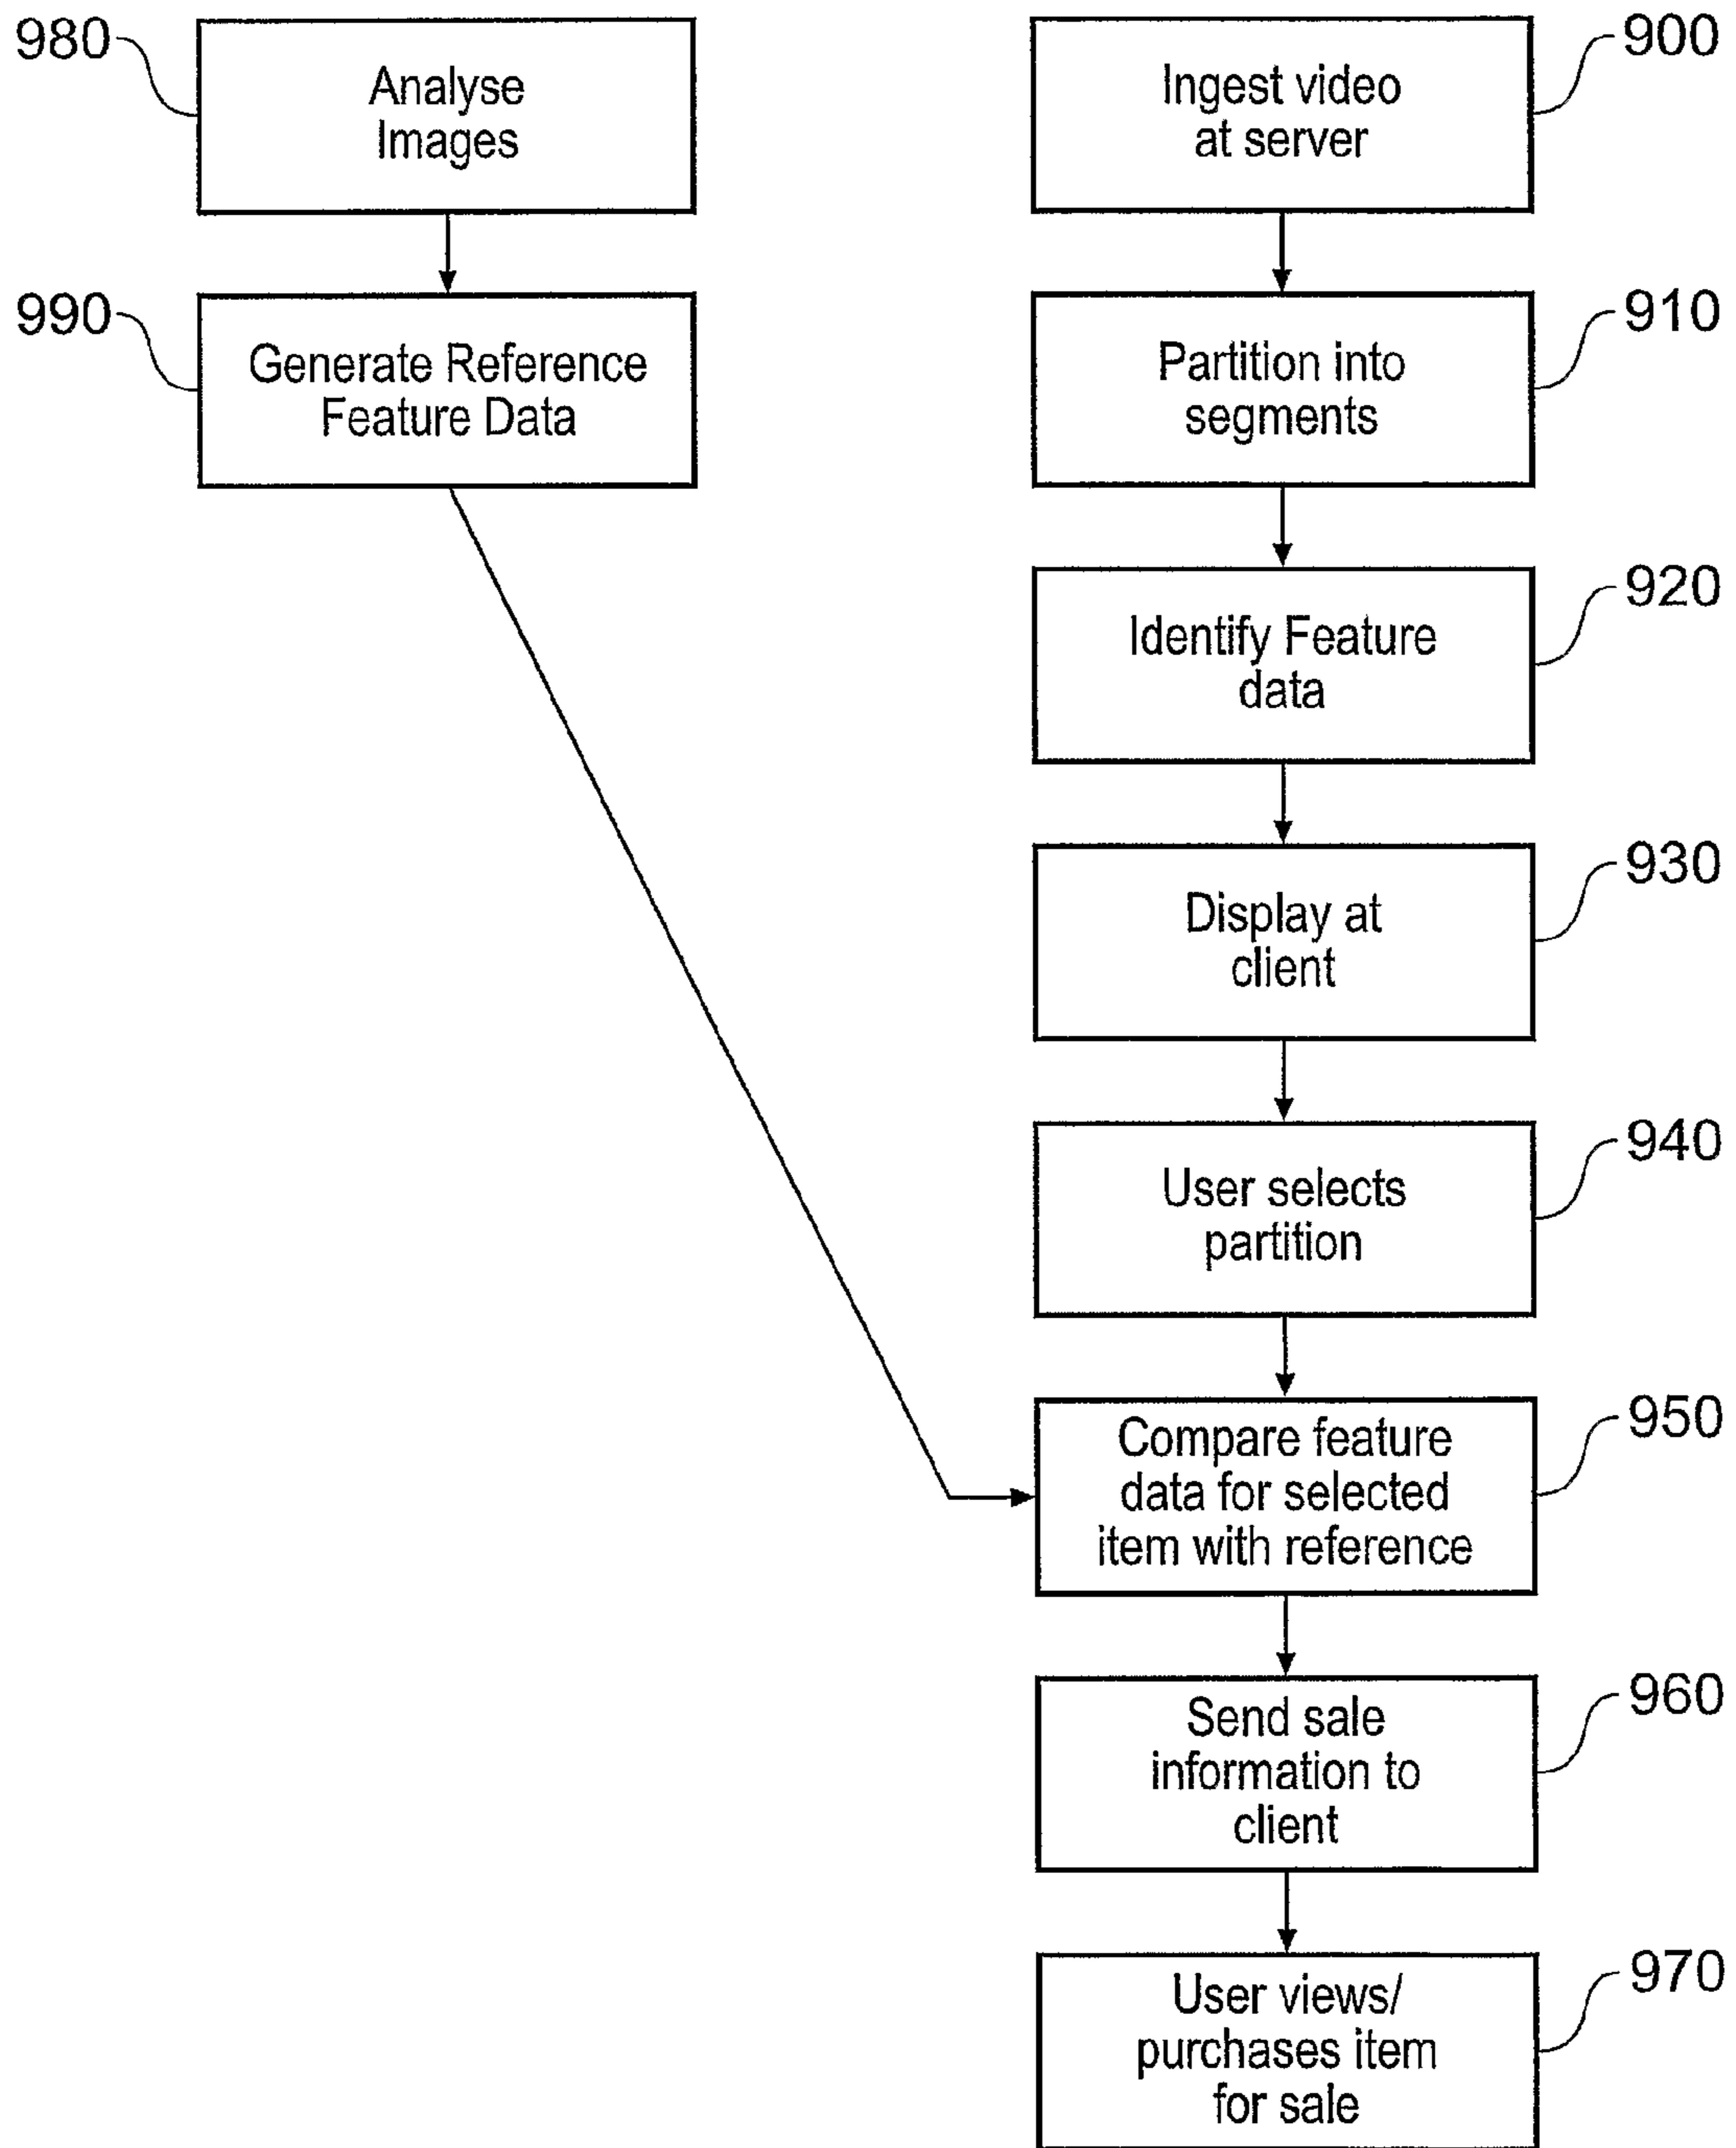 980
Analyse
Images
990
Generate Reference
Feature Data
900
Ingest video
at server
910
Partition into
segments
920
Identify Feature
data
930
Display at
client
940
User selects
partition
950
Compare feature
data for selected
item with reference
960
Send sale
information to
client
970
User views/
purchases item
for sale